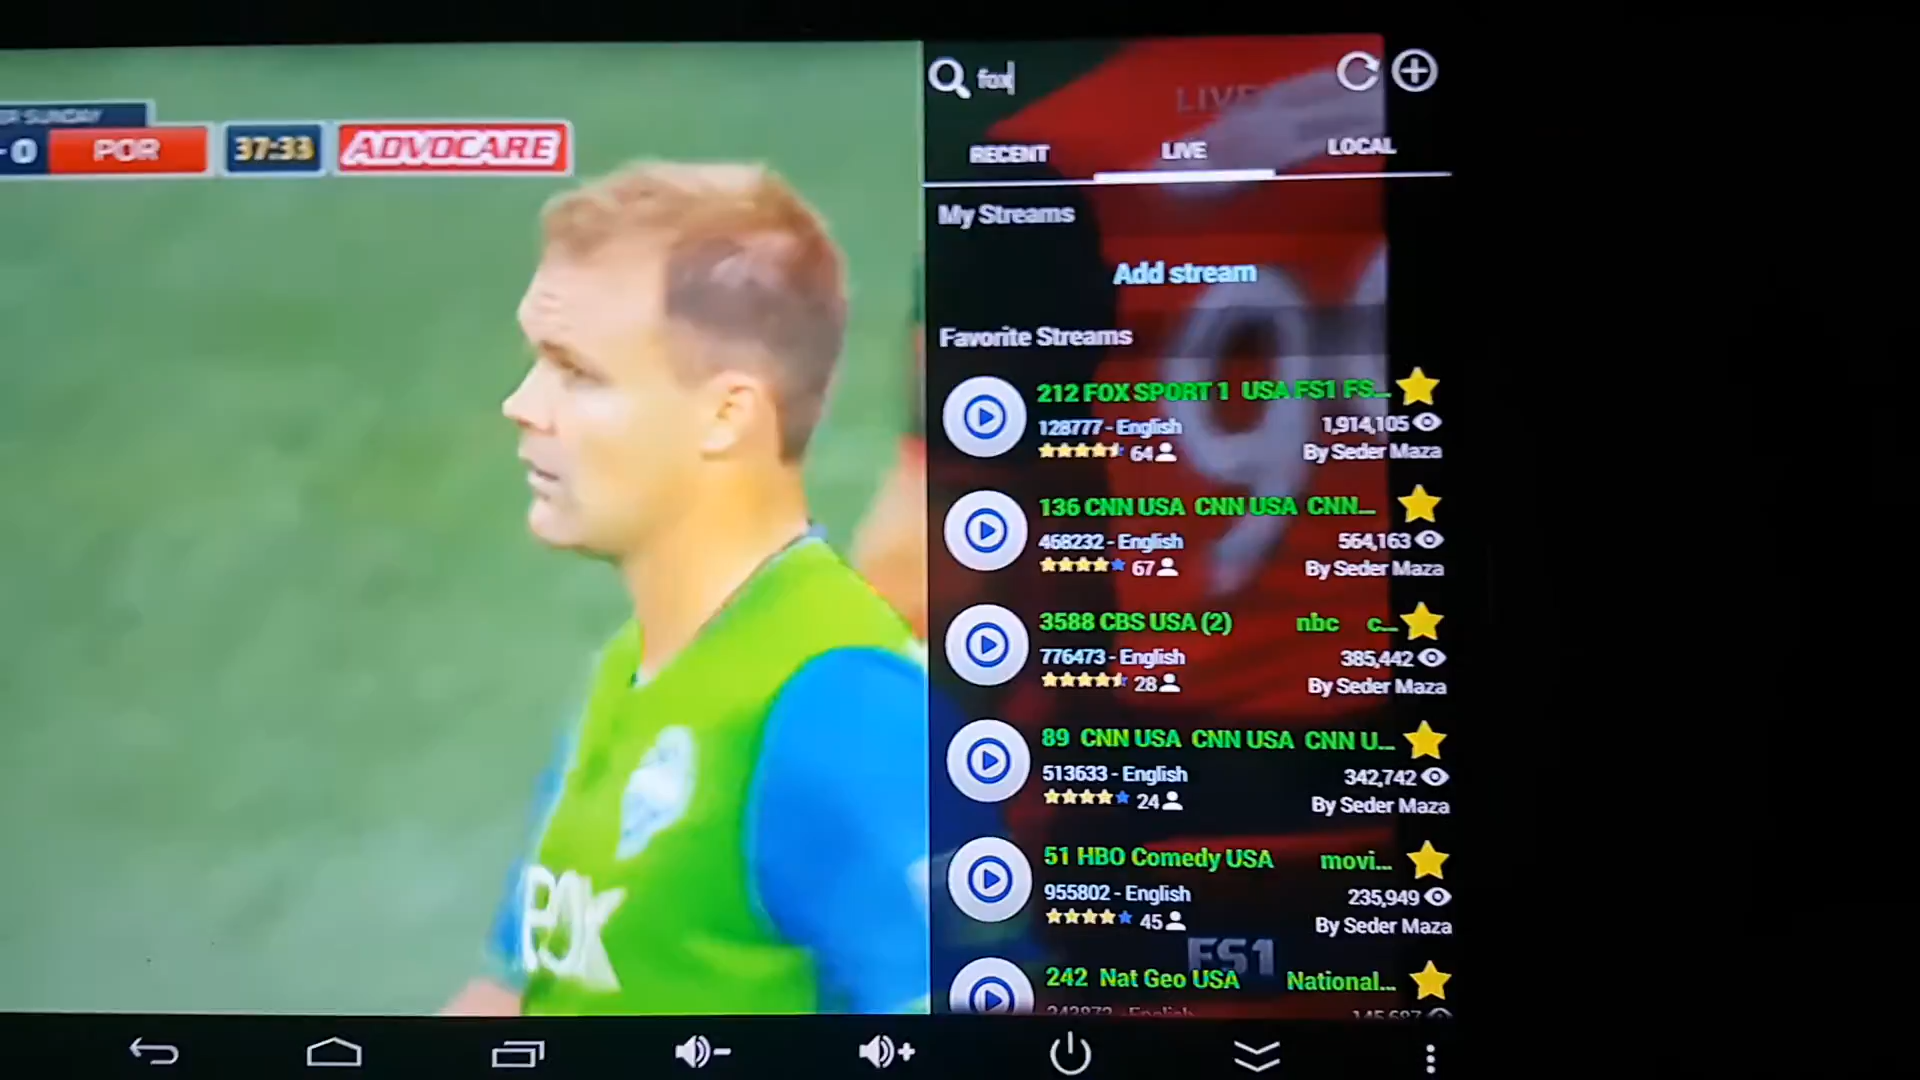 -0 POR 37:33 ADVOCARE
fox
LIVE
RECENT LIVE LOCAL
My Streams
Add stream
Favorite Streams
212 FOX SPORT 1 USA FS1 FS...
128777 - English 1,914,105
64 By Seder Maza
136 CNN USA CNN USA CNN...
468232 - English 564,163
67 By Seder Maza
3588 CBS USA (2) nbc c...
776473 - English 385,442
28 By Seder Maza
89 CNN USA CNN USA CNN U...
513633 - English 342,742
24 By Seder Maza
51 HBO Comedy USA movi...
955802 - English 235,949
45 By Seder Maza
FS1
242 Nat Geo USA National...